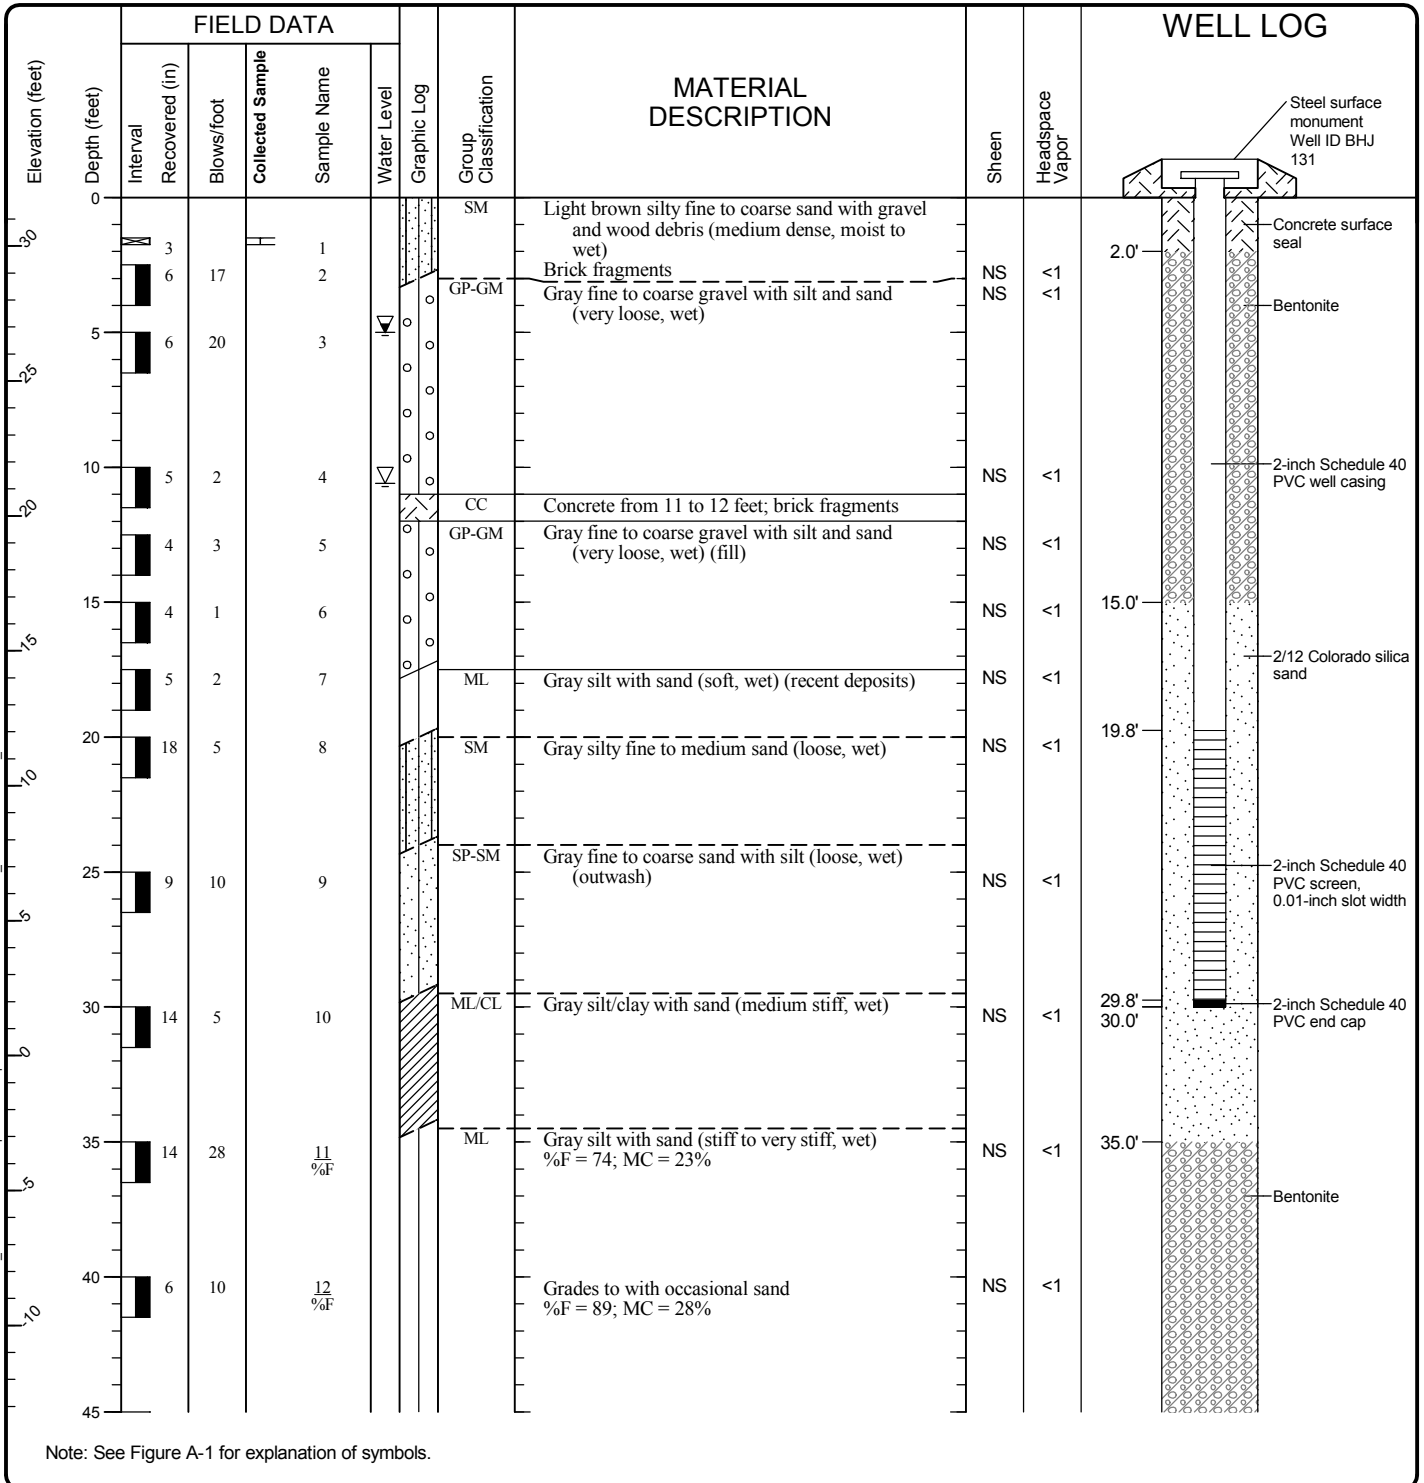 FIELD DATA
WELL LOG
Elevation (feet)
Depth (feet)
Interval
Recovered (in)
Blows/foot
Collected Sample
Sample Name
Water Level
Graphic Log
Group
Classification
MATERIAL
DESCRIPTION
Sheen
Headspace
Vapor
Steel surface
monument
Well ID BHJ
131
0
SM
Light brown silty fine to coarse sand with gravel
and wood debris (medium dense, moist to
wet)
Concrete surface
seal
30
3
1
2.0'
6
17
2
Brick fragments
NS
<1
GP-GM
Gray fine to coarse gravel with silt and sand
(very loose, wet)
NS
<1
Bentonite
5
6
20
3
25
10
5
2
4
NS
<1
2-inch Schedule 40
PVC well casing
20
CC
Concrete from 11 to 12 feet; brick fragments
GP-GM
Gray fine to coarse gravel with silt and sand
(very loose, wet) (fill)
4
3
5
NS
<1
15
4
1
6
NS
<1
15.0'
15
2/12 Colorado silica
sand
5
2
7
ML
Gray silt with sand (soft, wet) (recent deposits)
NS
<1
20
18
5
8
SM
Gray silty fine to medium sand (loose, wet)
NS
<1
19.8'
10
SP-SM
Gray fine to coarse sand with silt (loose, wet)
(outwash)
25
9
10
9
NS
<1
2-inch Schedule 40
PVC screen,
0.01-inch slot width
5
30
14
5
10
ML/CL
Gray silt/clay with sand (medium stiff, wet)
NS
<1
29.8'
30.0'
2-inch Schedule 40
PVC end cap
0
35
14
28
11
%F
ML
Gray silt with sand (stiff to very stiff, wet)
%F = 74; MC = 23%
NS
<1
35.0'
-5
Bentonite
40
6
10
12
%F
Grades to with occasional sand
%F = 89; MC = 28%
NS
<1
-10
45
Note: See Figure A-1 for explanation of symbols.